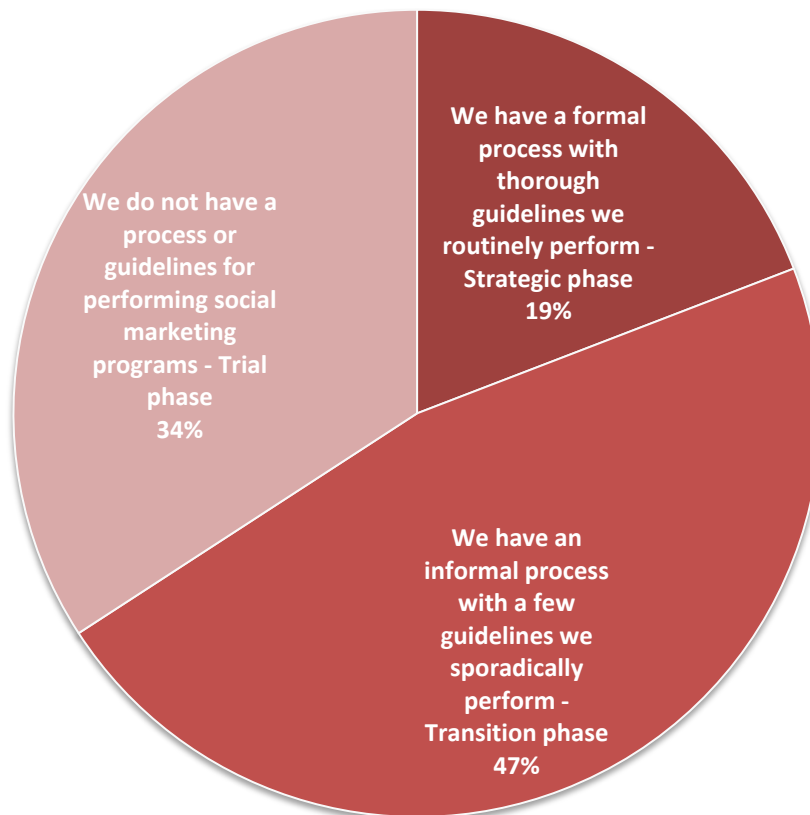 We have a formal
process with
thorough
guidelines we
routinely perform -
Strategic phase
19%
We do not have a
process or
guidelines for
performing social
marketing
programs - Trial
phase
34%
We have an
informal process
with a few
guidelines we
sporadically
perform -
Transition phase
47%